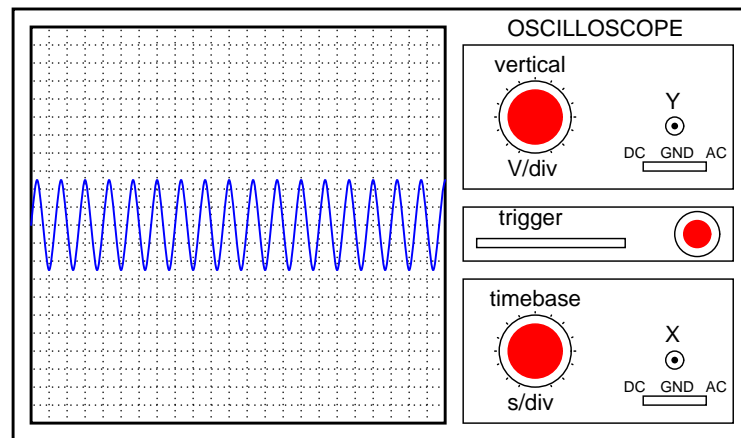 OSCILLOSCOPE
vertical
Y
DC GND AC
V/div
trigger
timebase
X
DC GND AC
s/div